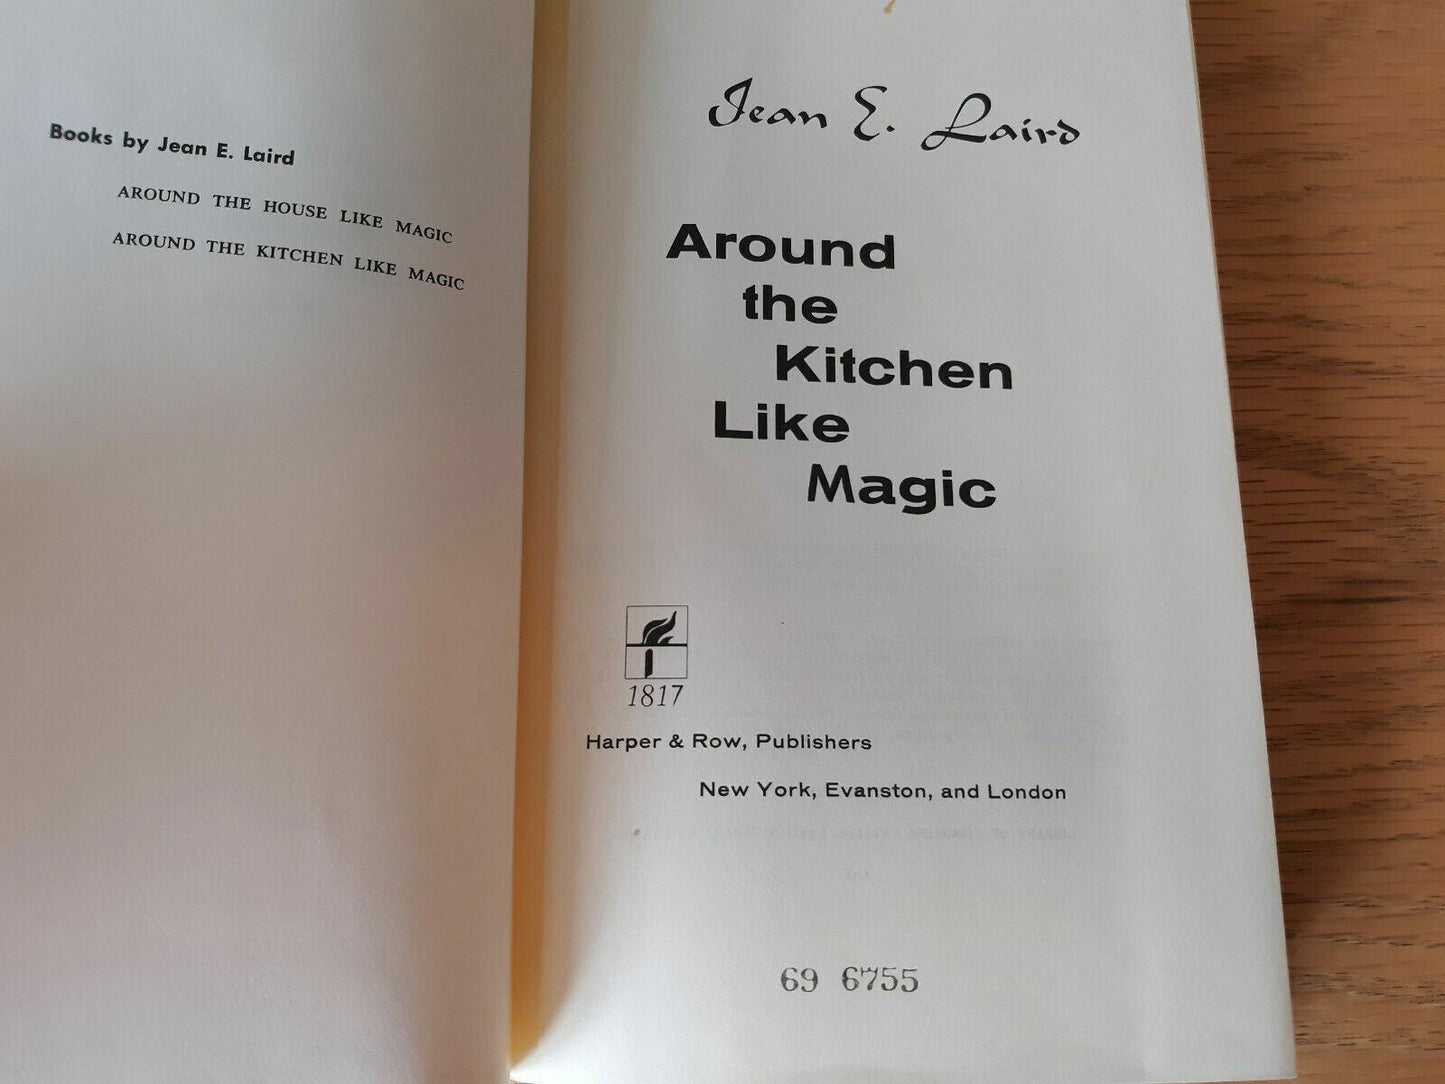 Books by Jean E. Laird
AROUND THE HOUSE LIKE MAGIC
AROUND THE KITCHEN LIKE MAGIC
Jean E. Laird
Around
the
Kitchen
Like
Magic
1817
Harper & Row, Publishers
New York, Evanston, and London
69 6755